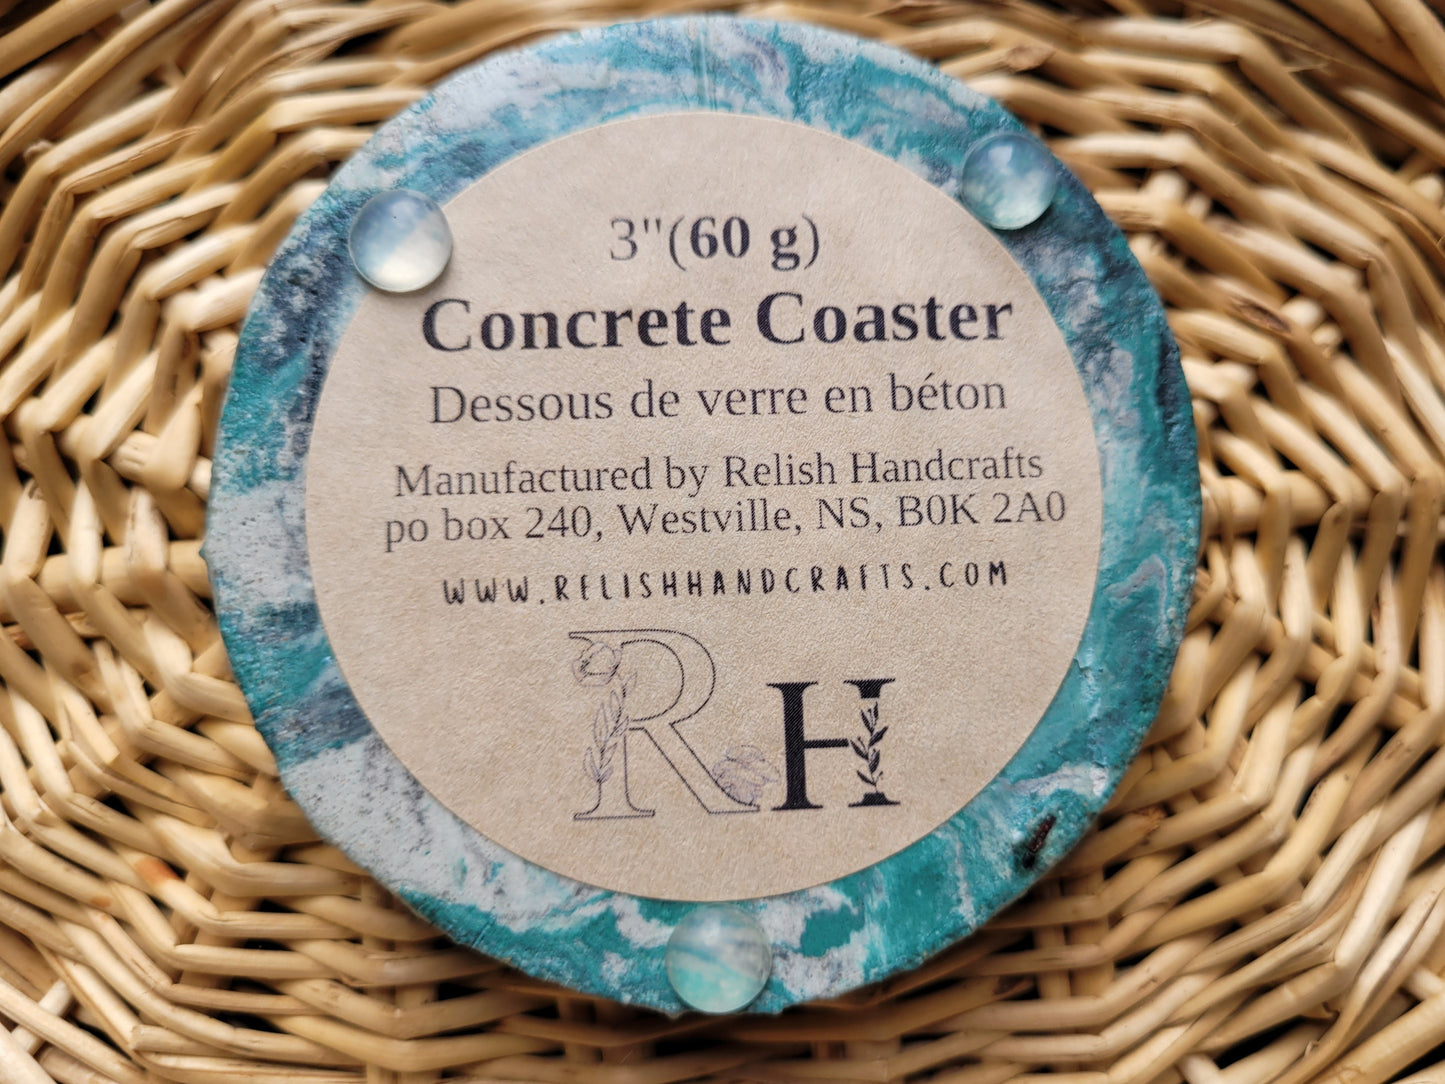 3"(60 g)
Concrete Coaster
Dessous de verre en béton
Manufactured by Relish Handcrafts
po box 240, Westville, NS, B0K 2A0
WWW.RELISHHANDCRAFTS.COM
RH